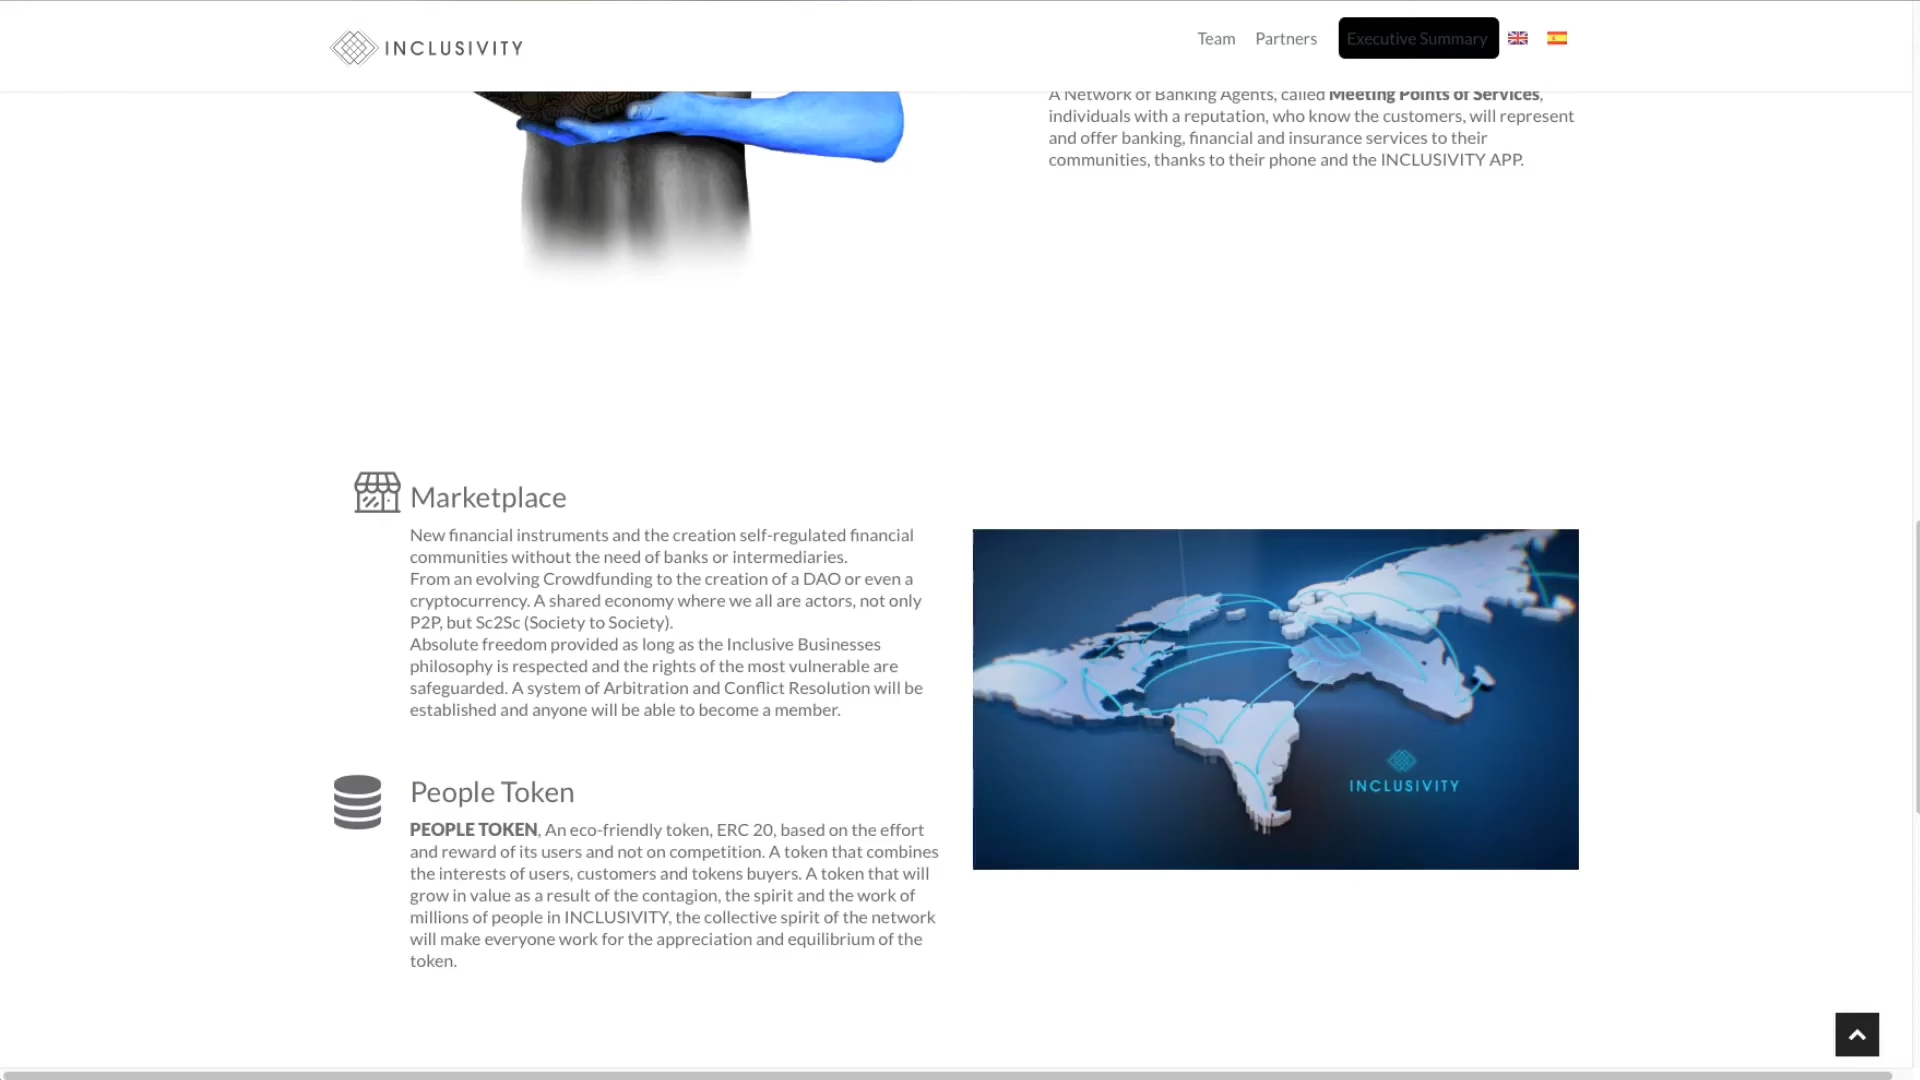 INCLUSIVITY
Team
Partners
Executive Summary
A Network of Banking Agents, called Meeting Points of Services,
individuals with a reputation, who know the customers, will represent
and offer banking, financial and insurance services to their
communities, thanks to their phone and the INCLUSIVITY APP.
Marketplace
New financial instruments and the creation self-regulated financial
communities without the need of banks or intermediaries.
From an evolving Crowdfunding to the creation of a DAO or even a
cryptocurrency. A shared economy where we all are actors, not only
P2P, but Sc2Sc (Society to Society).
Absolute freedom provided as long as the Inclusive Businesses
philosophy is respected and the rights of the most vulnerable are
safeguarded. A system of Arbitration and Conflict Resolution will be
established and anyone will be able to become a member.
INCLUSIVITY
People Token
PEOPLE TOKEN, An eco-friendly token, ERC 20, based on the effort
and reward of its users and not on competition. A token that combines
the interests of users, customers and tokens buyers. A token that will
grow in value as a result of the contagion, the spirit and the work of
millions of people in INCLUSIVITY, the collective spirit of the network
will make everyone work for the appreciation and equilibrium of the
token.